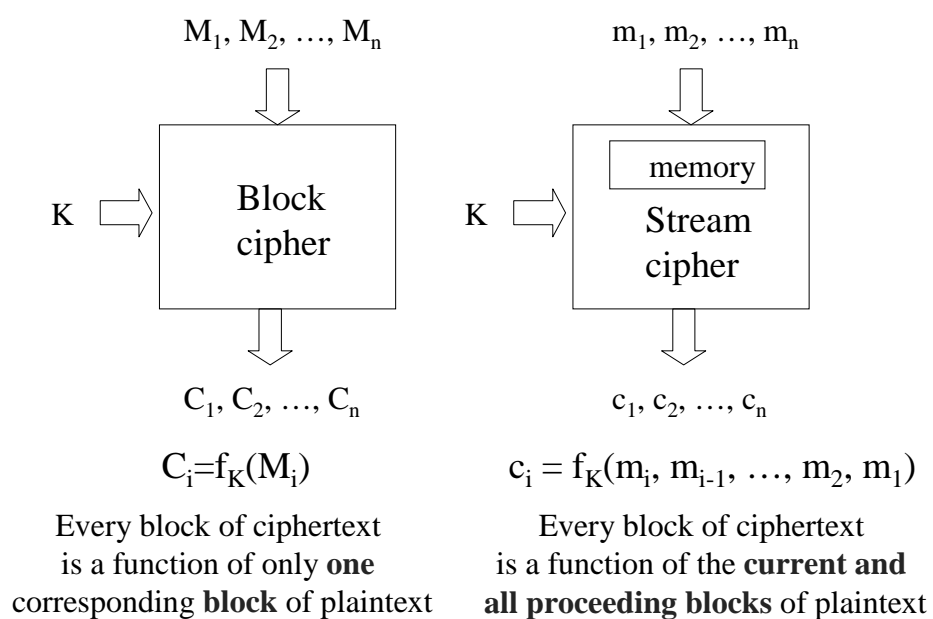 M₁, M₂, …, Mₙ
K
Block
cipher
C₁, C₂, …, Cₙ
Cᵢ=f_K(Mᵢ)
Every block of ciphertext
is a function of only one
corresponding block of plaintext
m₁, m₂, …, mₙ
K
memory
Stream
cipher
c₁, c₂, …, cₙ
cᵢ = f_K(mᵢ, mᵢ₋₁, …, m₂, m₁)
Every block of ciphertext
is a function of the current and
all proceeding blocks of plaintext